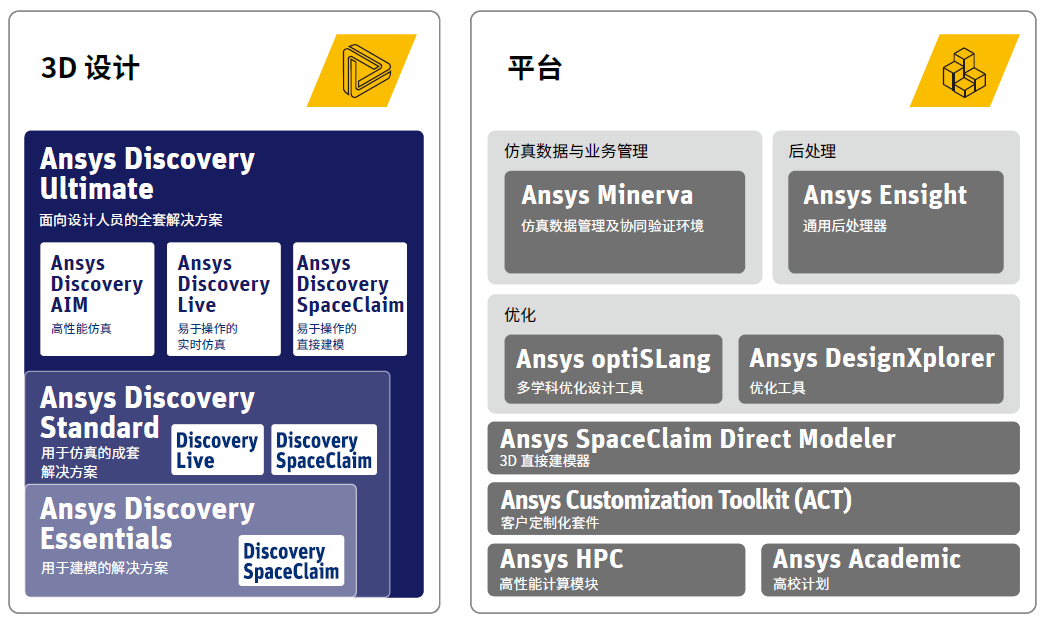 3D 设计
Ansys Discovery
Ultimate
面向设计人员的全套解决方案
Ansys
Discovery
AIM
高性能仿真
Ansys
Discovery
Live
易于操作的
实时仿真
Ansys
Discovery
SpaceClaim
易于操作的
直接建模
Ansys Discovery
Standard
用于仿真的成套
解决方案
Discovery
Live
Discovery
SpaceClaim
Ansys Discovery
Essentials
用于建模的解决方案
Discovery
SpaceClaim
平台
仿真数据与业务管理
Ansys Minerva
仿真数据管理及协同验证环境
后处理
Ansys Ensight
通用后处理器
优化
Ansys optiSLang
多学科优化设计工具
Ansys DesignXplorer
优化工具
Ansys SpaceClaim Direct Modeler
3D 直接建模器
Ansys Customization Toolkit (ACT)
客户定制化套件
Ansys HPC
高性能计算模块
Ansys Academic
高校计划